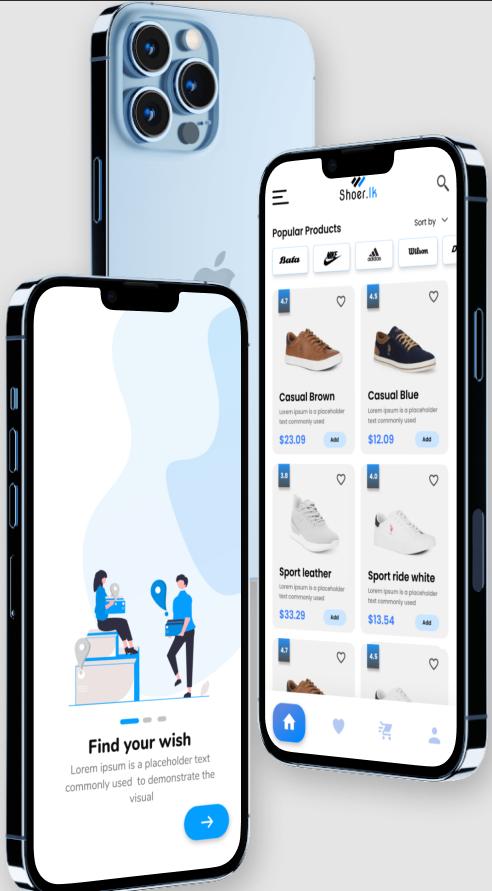 Shoer.lk
Popular Products
Sort by
Bata
NIKE
adidas
Wilson
D
4.7
4.5
Casual Brown
Lorem ipsum is a placeholder
text commonly used
$23.09
Add
Casual Blue
Lorem ipsum is a placeholder
text commonly used
$12.09
Add
3.8
4.0
Sport leather
Lorem ipsum is a placeholder
text commonly used
$33.29
Add
Sport ride white
Lorem ipsum is a placeholder
text commonly used
$13.54
Add
4.7
4.5
Find your wish
Lorem ipsum is a placeholder text
commonly used to demonstrate the
visual